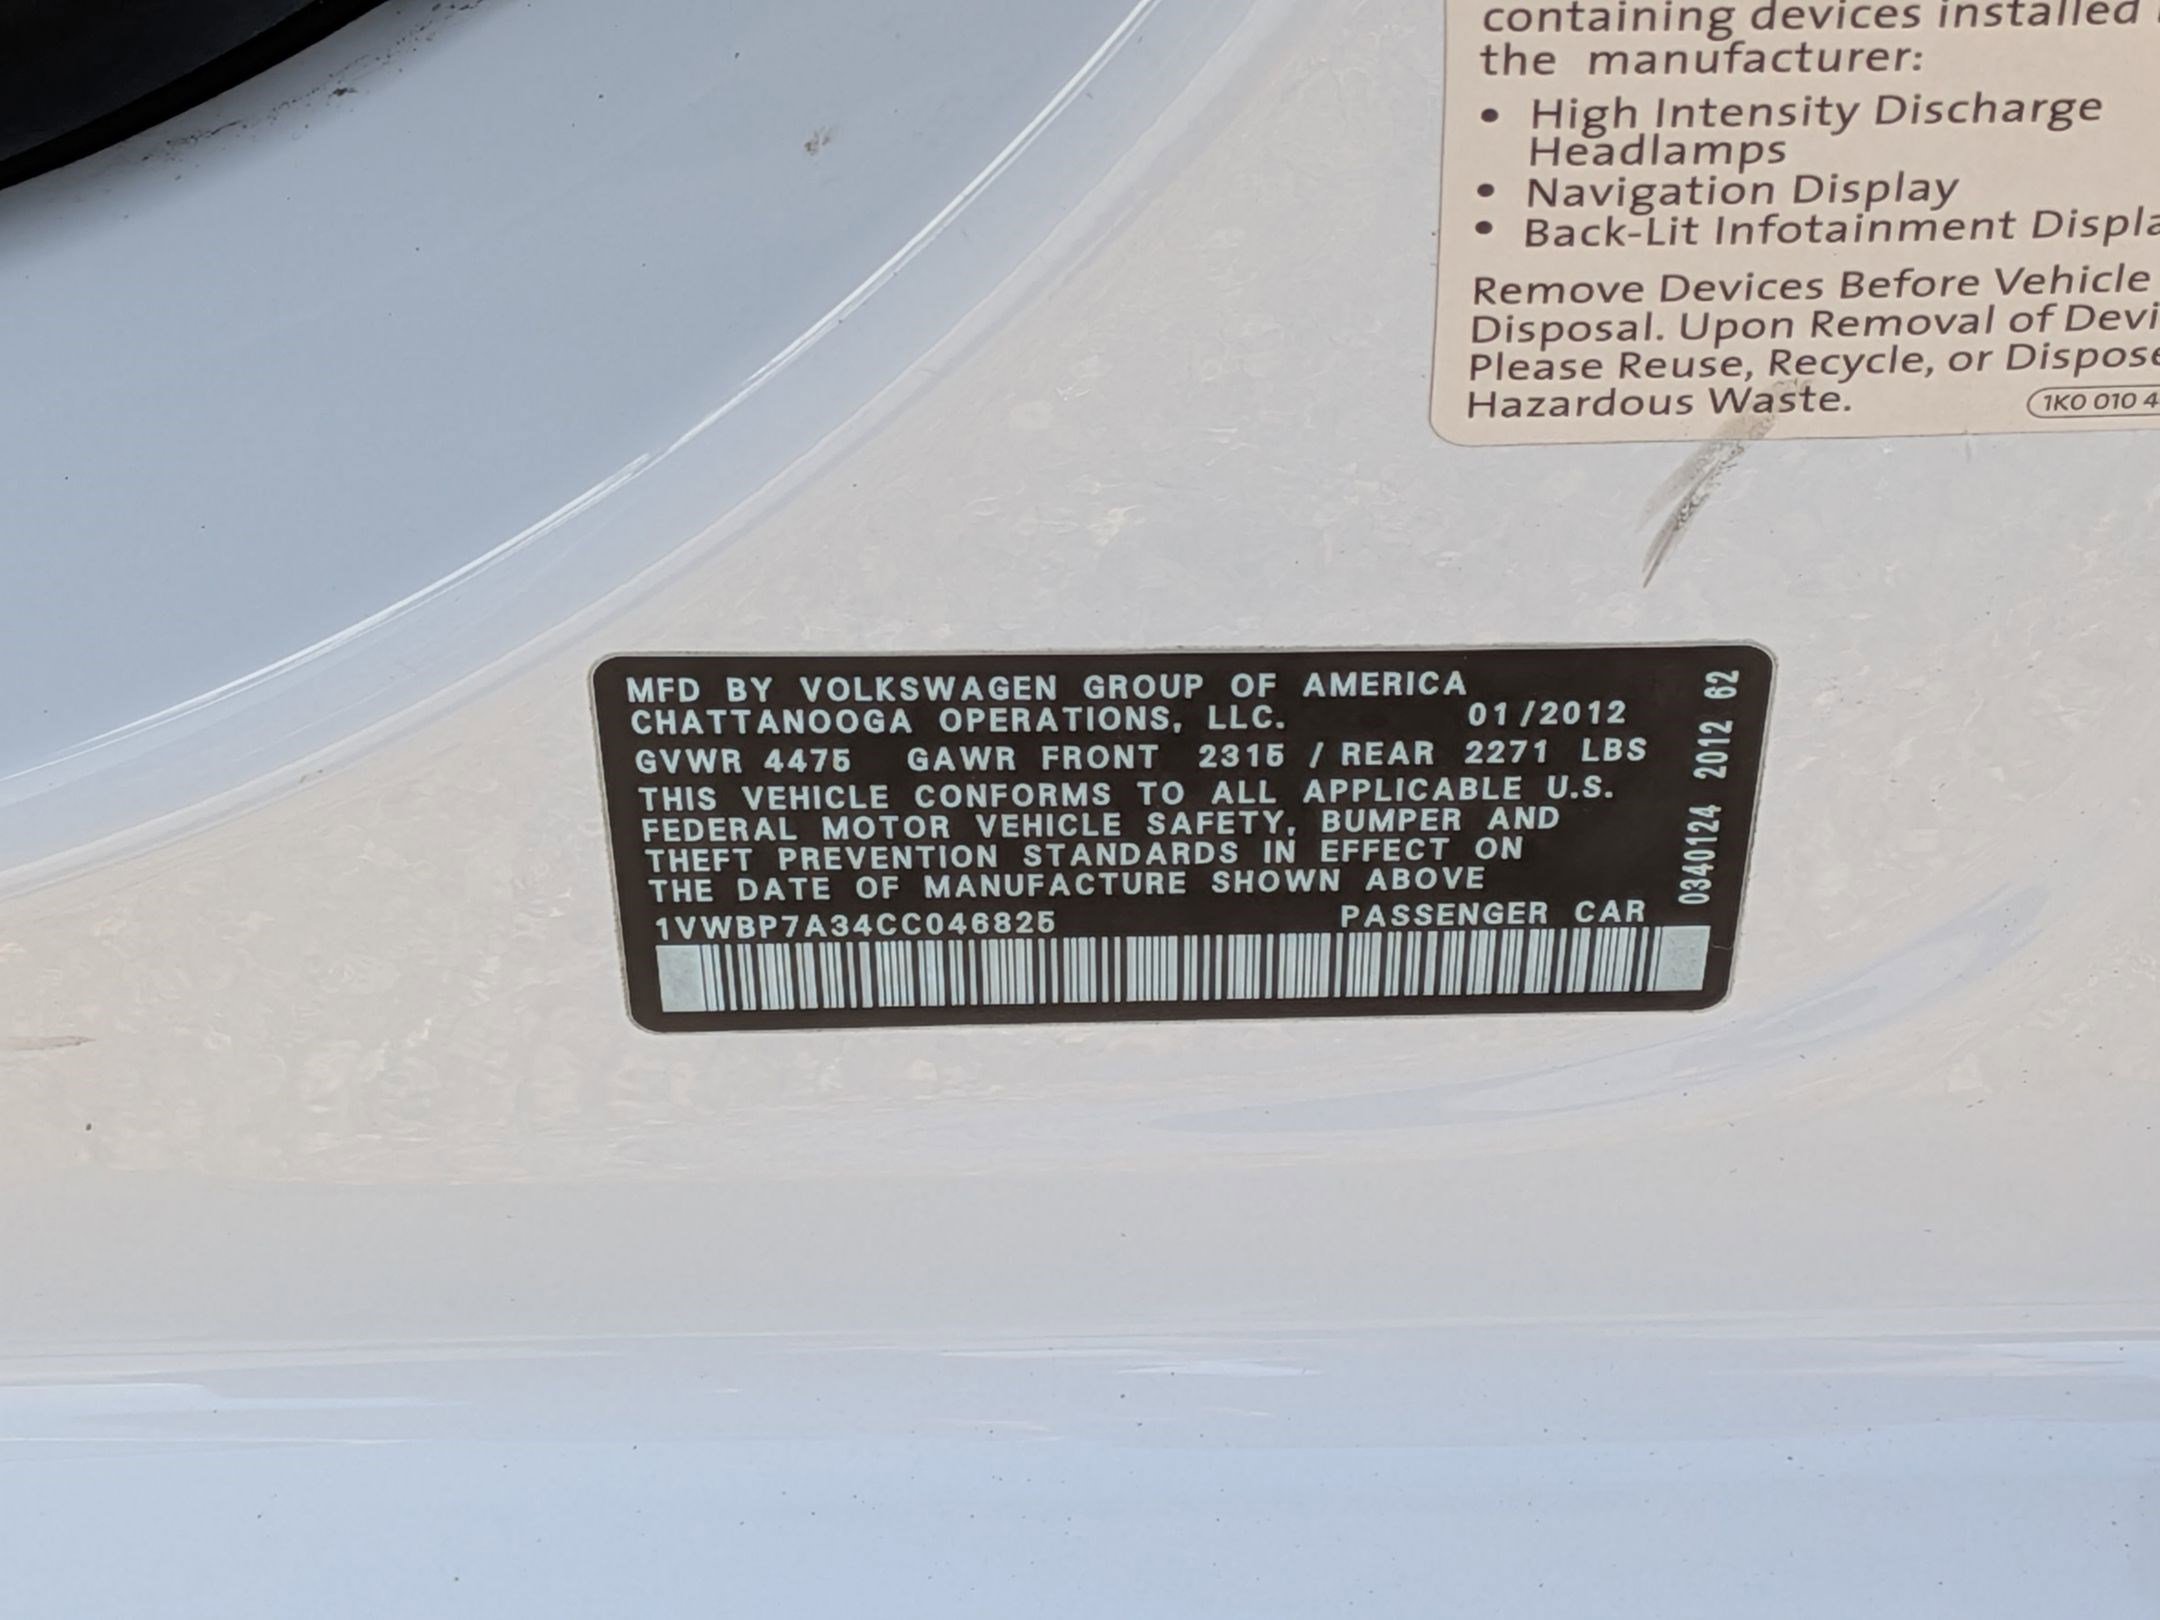 containing devices installed
the manufacturer:
• High Intensity Discharge
Headlamps
• Navigation Display
• Back-Lit Infotainment Displa
Remove Devices Before Vehicle
Disposal. Upon Removal of Devi
Please Reuse, Recycle, or Dispose
Hazardous Waste.
1K0 010 4
MFD BY VOLKSWAGEN GROUP OF AMERICA
CHATTANOOGA OPERATIONS, LLC. 01/2012
GVWR 4475 GAWR FRONT 2315 / REAR 2271 LBS
THIS VEHICLE CONFORMS TO ALL APPLICABLE U.S.
FEDERAL MOTOR VEHICLE SAFETY, BUMPER AND
THEFT PREVENTION STANDARDS IN EFFECT ON
THE DATE OF MANUFACTURE SHOWN ABOVE
1VWBP7A34CC046825 PASSENGER CAR
0340124 2012 62